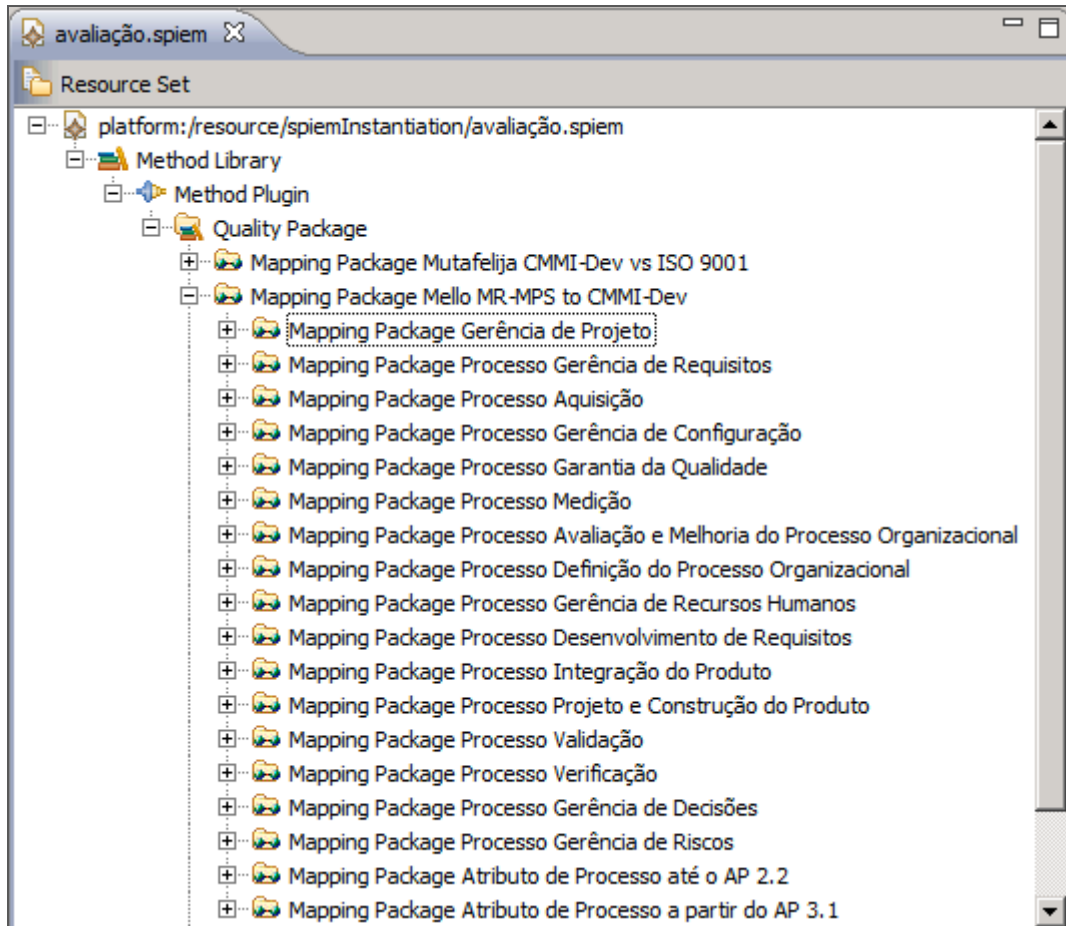 avaliação.spiem
Resource Set
platform:/resource/spiemInstantiation/avaliação.spiem
Method Library
Method Plugin
Quality Package
Mapping Package Mutafelija CMMI-Dev vs ISO 9001
Mapping Package Mello MR-MPS to CMMI-Dev
Mapping Package Gerência de Projeto
Mapping Package Processo Gerência de Requisitos
Mapping Package Processo Aquisição
Mapping Package Processo Gerência de Configuração
Mapping Package Processo Garantia da Qualidade
Mapping Package Processo Medição
Mapping Package Processo Avaliação e Melhoria do Processo Organizacional
Mapping Package Processo Definição do Processo Organizacional
Mapping Package Processo Gerência de Recursos Humanos
Mapping Package Processo Desenvolvimento de Requisitos
Mapping Package Processo Integração do Produto
Mapping Package Processo Projeto e Construção do Produto
Mapping Package Processo Validação
Mapping Package Processo Verificação
Mapping Package Processo Gerência de Decisões
Mapping Package Processo Gerência de Riscos
Mapping Package Atributo de Processo até o AP 2.2
Mapping Package Atributo de Processo a partir do AP 3.1